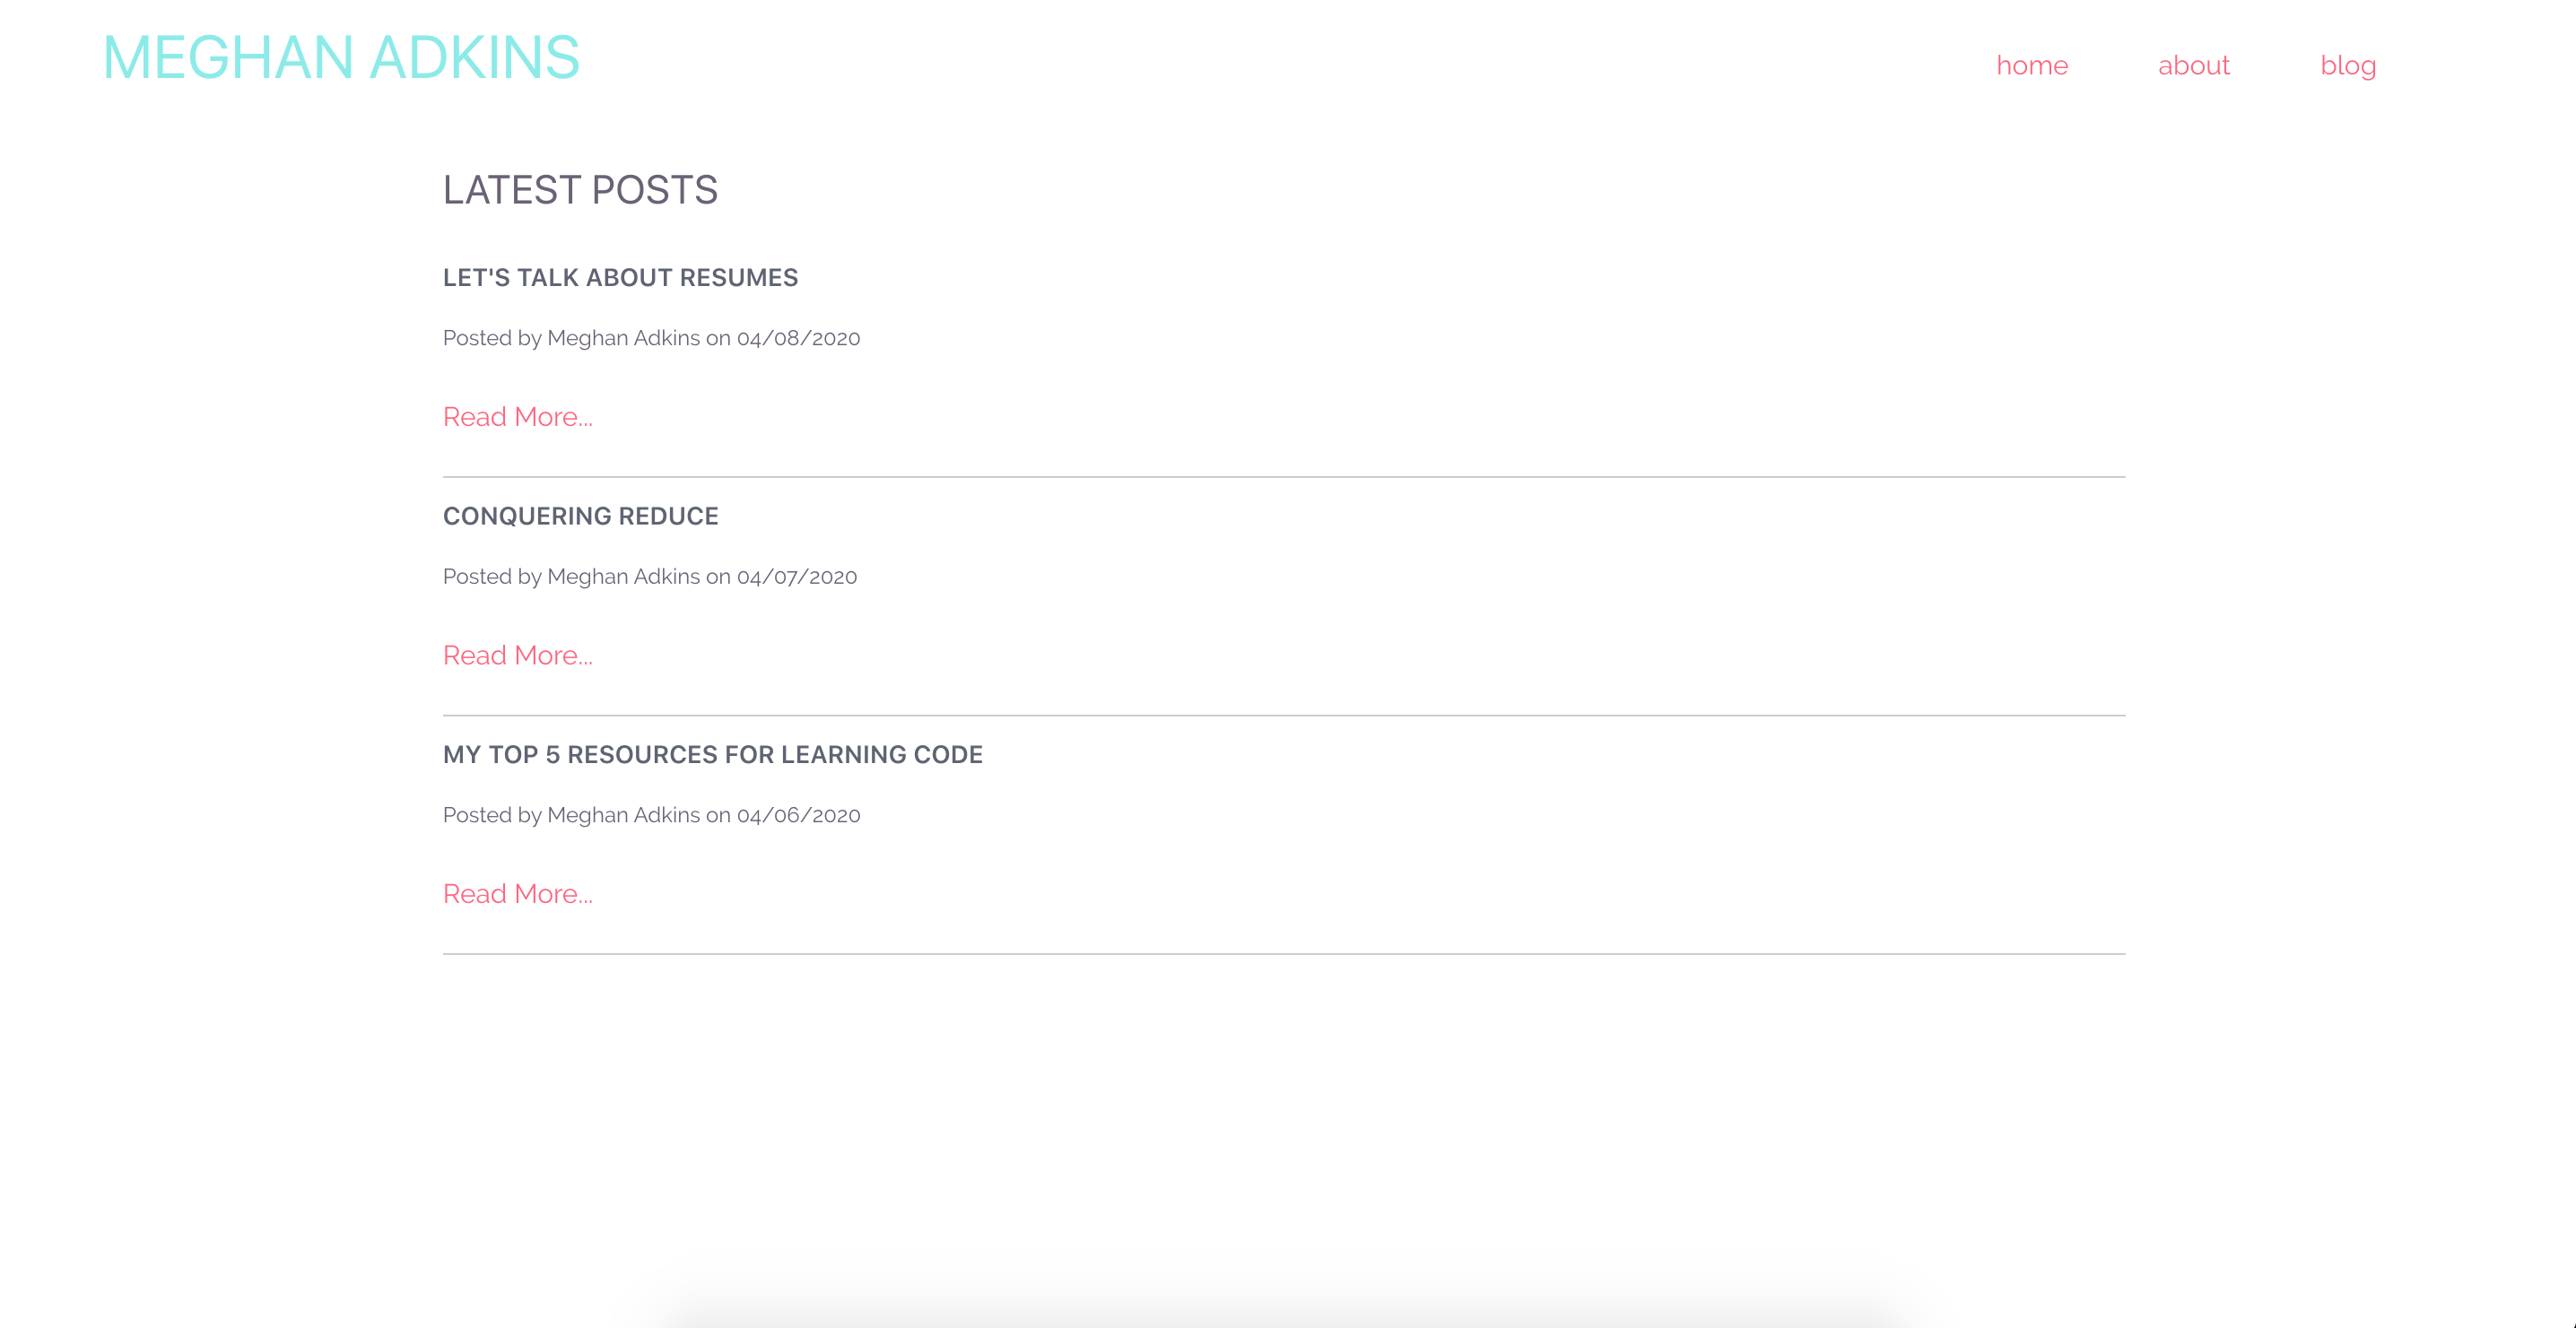 MEGHAN ADKINS
home about blog
LATEST POSTS
LET'S TALK ABOUT RESUMES
Posted by Meghan Adkins on 04/08/2020
Read More...
CONQUERING REDUCE
Posted by Meghan Adkins on 04/07/2020
Read More...
MY TOP 5 RESOURCES FOR LEARNING CODE
Posted by Meghan Adkins on 04/06/2020
Read More...